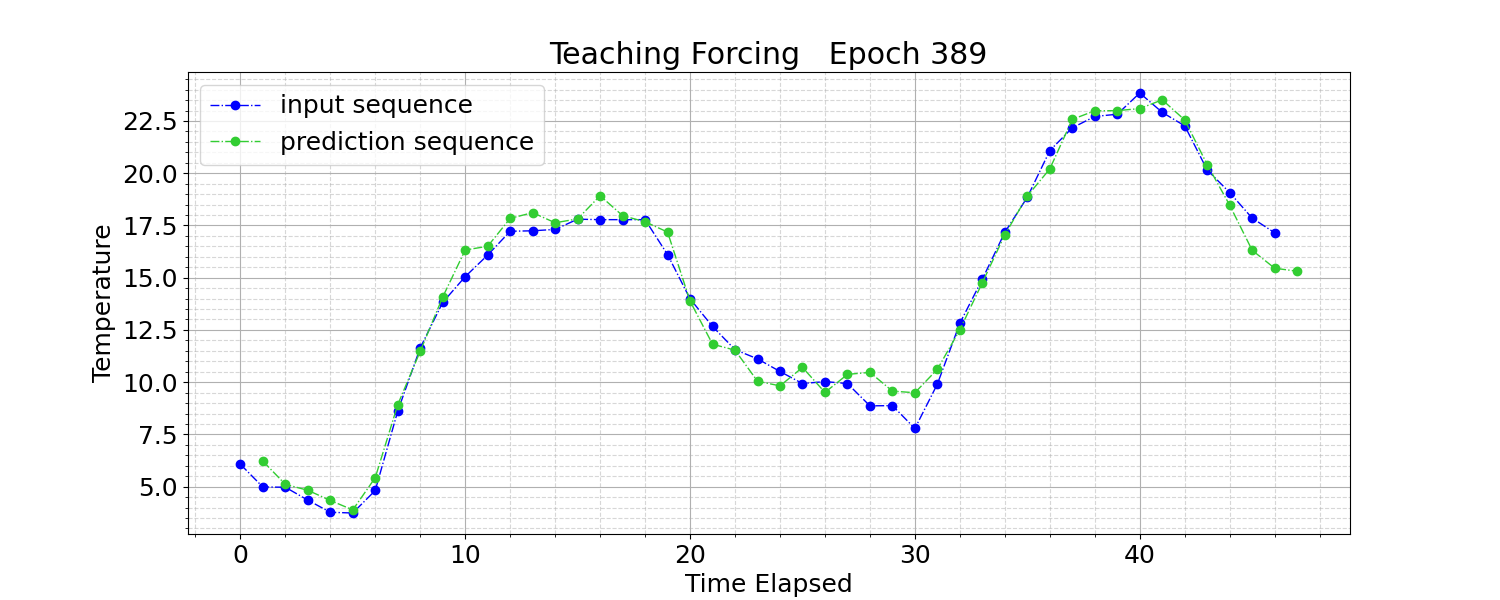 Teaching Forcing   Epoch 389
input sequence
prediction sequence
Temperature
22.5
20.0
17.5
15.0
12.5
10.0
7.5
5.0
0 10 20 30 40
Time Elapsed